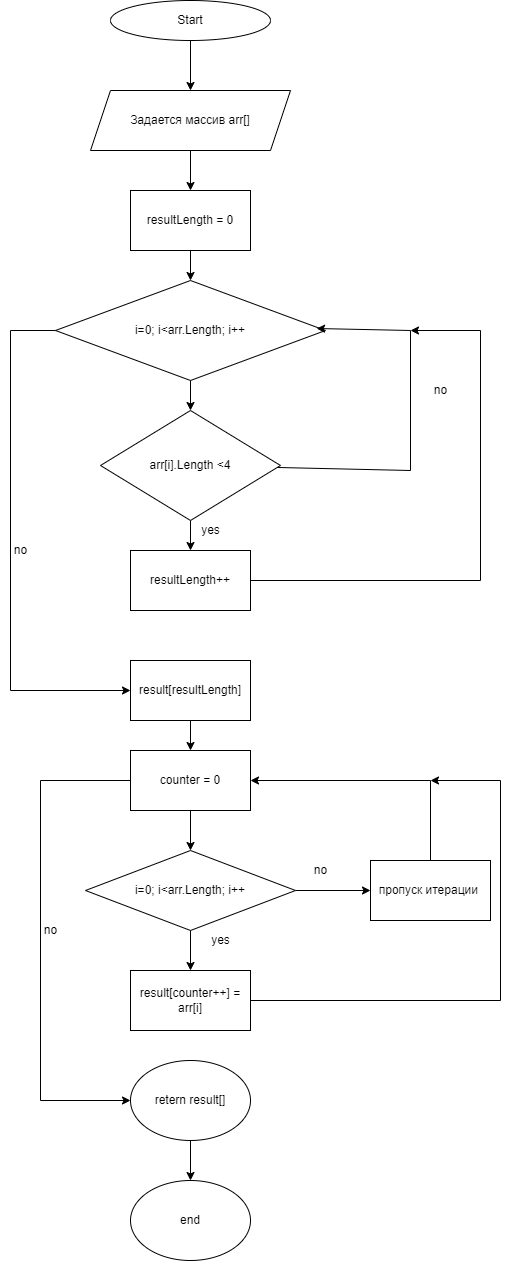 Start
Задается массив arr[]
resultLength = 0
i=0; i<arr.Length; i++
no
arr[i].Length <4
yes
no
resultLength++
result[resultLength]
counter = 0
no
i=0; i<arr.Length; i++
пропуск итерации
no
yes
result[counter++] =
arr[i]
retern result[]
end